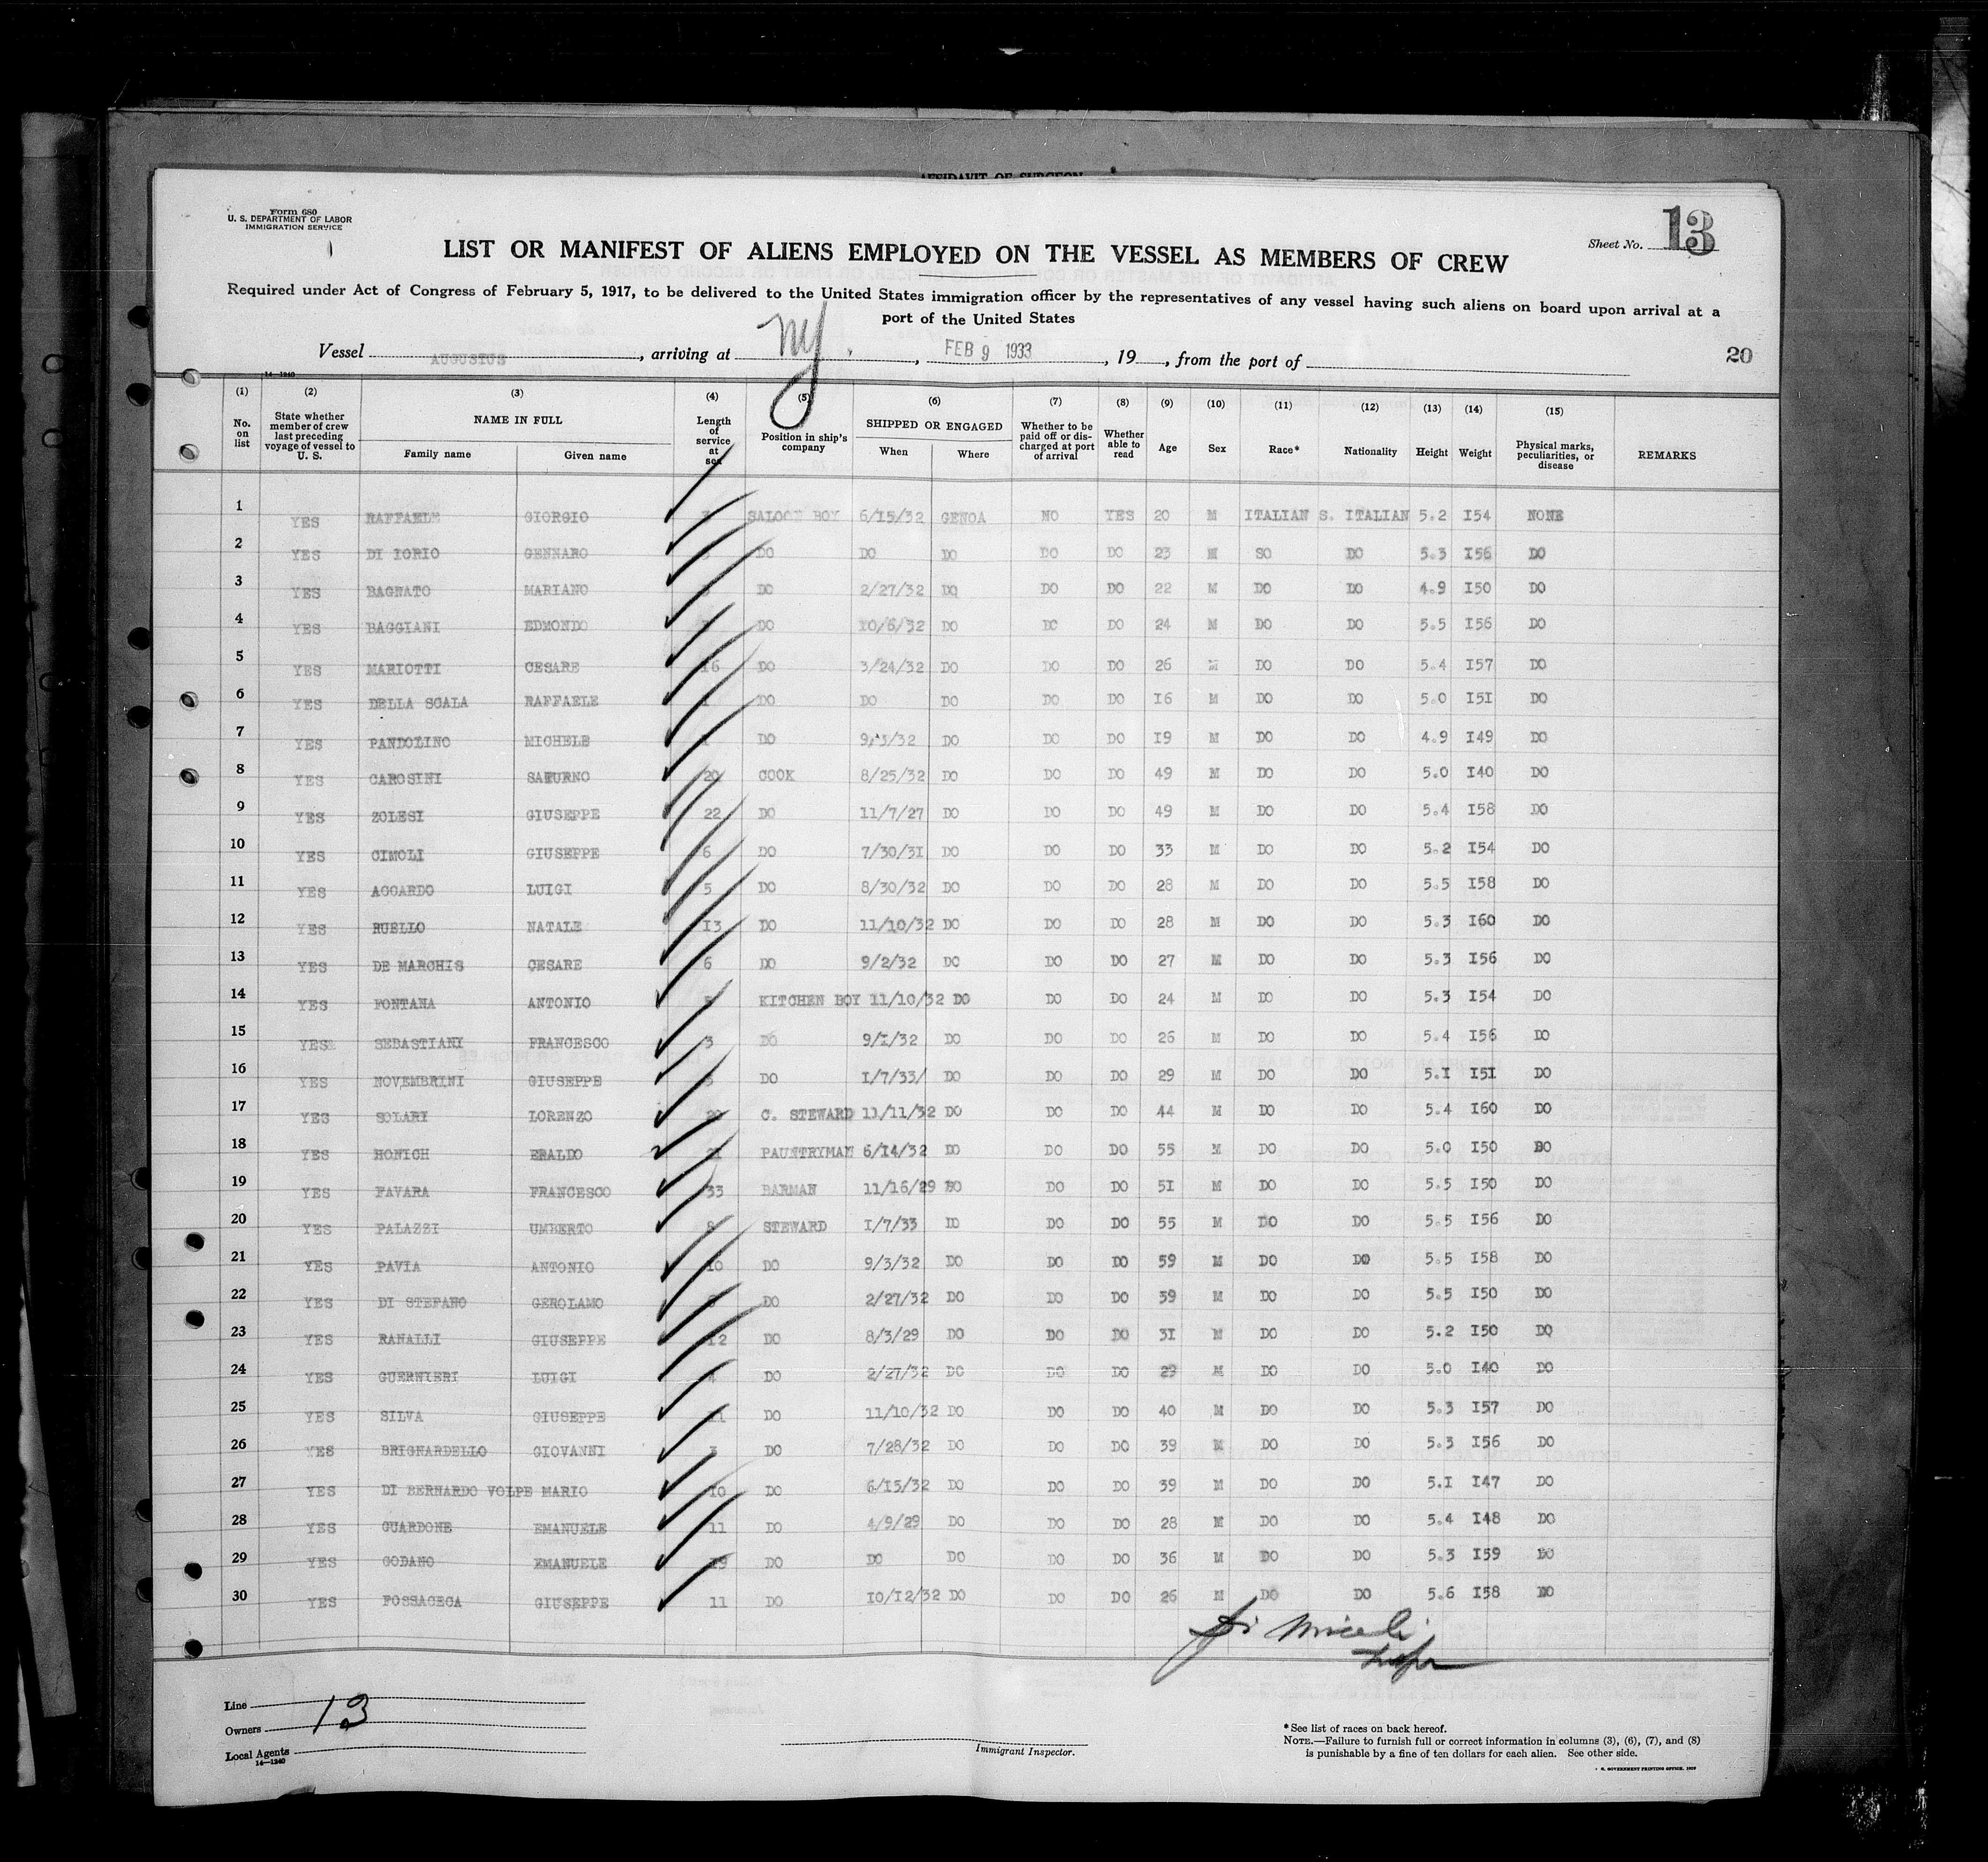 AFFIDAVIT OF SURGEON
Form 680
U. S. DEPARTMENT OF LABOR
IMMIGRATION SERVICE
Sheet No. 13
LIST OR MANIFEST OF ALIENS EMPLOYED ON THE VESSEL AS MEMBERS OF CREW
Required under Act of Congress of February 5, 1917, to be delivered to the United States immigration officer by the representatives of any vessel having such aliens on board upon arrival at a
port of the United States
Vessel AUGUSTUS, arriving at NY, FEB 9 1933, 19, from the port of 20
14—1240
(1) (2) (3) (4) (5) (6) (7) (8) (9) (10) (11) (12) (13) (14) (15)
No. on list State whether member of crew last preceding voyage of vessel to U. S. NAME IN FULL Family name Given name Length of service at sea Position in ship's company SHIPPED OR ENGAGED When Where Whether to be paid off or discharged at port of arrival Whether able to read Age Sex Race* Nationality Height Weight Physical marks, peculiarities, or disease REMARKS
1 YES RAFFAELE GIORGIO SALOON BOY 6/15/32 GENOA NO YES 20 M ITALIAN S. ITALIAN 5.2 154 NONE
2 YES DI IORIO GENNARO DO DO DO DO DO 23 M SO DO 5.3 156 DO
3 YES BAGNATO MARIANO DO 2/27/32 DO DO DO 22 M DO DO 4.9 150 DO
4 YES BAGGIANI EDMONDO DO 10/6/32 DO DO DO 24 M DO DO 5.5 156 DO
5 YES MARIOTTI CESARE 16 DO 3/24/32 DO DO DO 26 M DO DO 5.4 157 DO
6 YES DELLA SCALA RAFFAELE 1 DO DO DO DO DO 16 M DO DO 5.0 151 DO
7 YES PANDOLINO MICHELE DO DO DO DO 19 M DO DO 4.9 149 DO
8 YES CAROSINI SATURNO 20 COOK 8/25/32 DO DO DO 49 M DO DO 5.0 140 DO
9 YES ZOLESI GIUSEPPE 22 DO 11/7/27 DO DO DO 49 M DO DO 5.4 158 DO
10 YES CIMOLI GIUSEPPE 6 DO 7/30/31 DO DO DO 33 M DO DO 5.2 154 DO
11 YES ACCARDO LUIGI 5 DO 8/30/32 DO DO DO 28 M DO DO 5.5 158 DO
12 YES RUELLO NATALE 13 DO 11/10/32 DO DO DO 28 M DO DO 5.3 160 DO
13 YES DE MARCHIS CESARE 6 DO 9/2/32 DO DO DO 27 M DO DO 5.3 156 DO
14 YES FONTANA ANTONIO 5 KITCHEN BOY 11/10/32 DO DO DO 24 M DO DO 5.3 154 DO
15 YES SEBASTIANI FRANCESCO 3 DO 9/1/32 DO DO DO 26 M DO DO 5.4 156 DO
16 YES NOVEMBRINI GIUSEPPE DO 1/7/33/ DO DO DO 29 M DO DO 5.1 151 DO
17 YES SOLARI LORENZO C. STEWARD 11/11/32 DO DO DO 44 M DO DO 5.4 160 DO
18 YES HONICH ERALDO 21 PAUNTRYMAN 6/14/32 DO DO DO 55 M DO DO 5.0 150 DO
19 YES FAVARA FRANCESCO 33 BARMAN 11/16/29 DO DO DO 51 M DO DO 5.5 150 DO
20 YES PALAZZI UMBERTO 8 STEWARD 1/7/33 DO DO DO 55 M DO DO 5.5 156 DO
21 YES PAVIA ANTONIO 10 DO 9/3/32 DO DO DO 59 M DO DO 5.5 158 DO
22 YES DI STEFANO GEROLAMO DO 2/27/32 DO DO DO 39 M DO DO 5.5 150 DO
23 YES RANALLI GIUSEPPE 12 DO 8/3/29 DO DO DO 31 M DO DO 5.2 150 DO
24 YES GUERNIERI LUIGI 4 DO 2/27/32 DO DO DO 29 M DO DO 5.0 140 DO
25 YES SILVA GIUSEPPE 11 DO 11/10/32 DO DO DO 40 M DO DO 5.3 157 DO
26 YES BRIGNARDELLO GIOVANNI 3 DO 7/28/32 DO DO DO 39 M DO DO 5.3 156 DO
27 YES DI BERNARDO VOLPE MARIO 10 DO 6/15/32 DO DO DO 39 M DO DO 5.1 147 DO
28 YES GUARDONE EMANUELE 11 DO 4/9/29 DO DO DO 28 M DO DO 5.4 148 DO
29 YES GODANO EMANUELE 19 DO DO DO DO DO 36 M DO DO 5.3 159 DO
30 YES FOSSACECA GIUSEPPE 11 DO 10/12/32 DO DO DO 26 M DO DO 5.6 158 DO
Line
Owners 13
Local Agents
14—1240
Immigrant Inspector.
*See list of races on back hereof.
NOTE.—Failure to furnish full or correct information in columns (3), (6), (7), and (8)
is punishable by a fine of ten dollars for each alien. See other side.